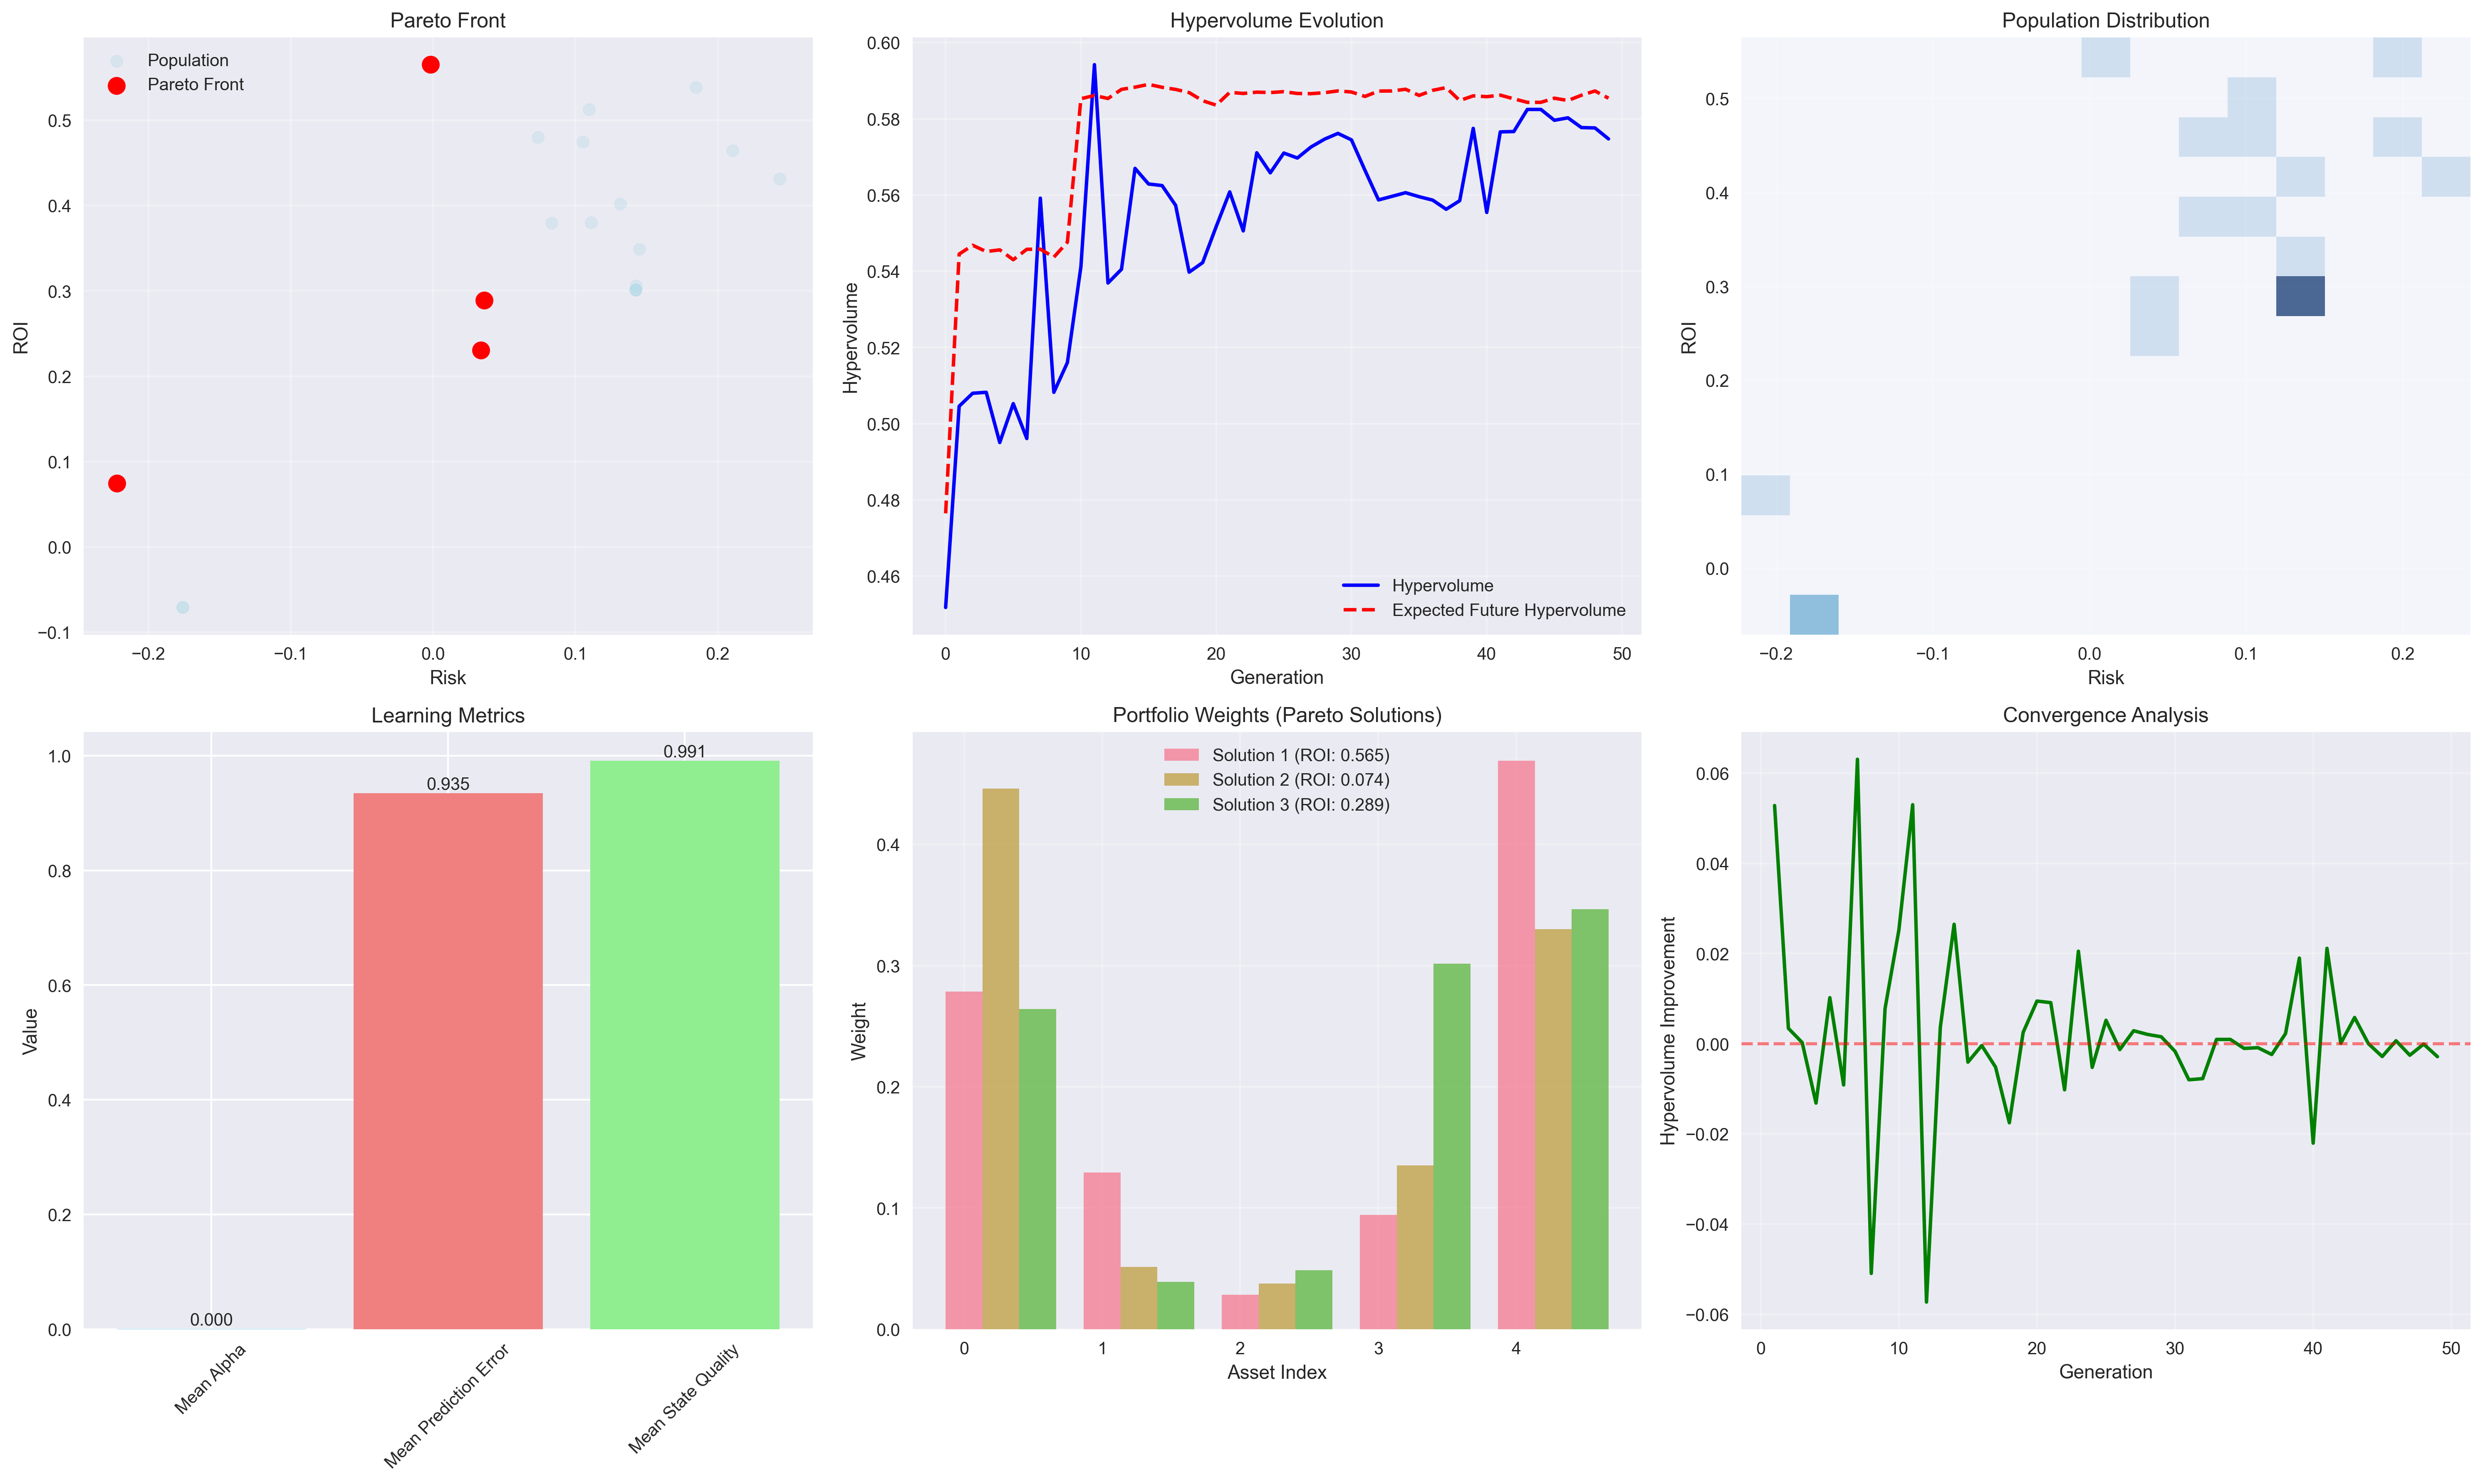 Pareto Front
Population
Pareto Front
ROI
0.5
0.4
0.3
0.2
0.1
0.0
−0.1
−0.2
−0.1
0.0
0.1
0.2
Risk
Hypervolume Evolution
Hypervolume
0.60
0.58
0.56
0.54
0.52
0.50
0.48
0.46
Hypervolume
Expected Future Hypervolume
0
10
20
30
40
50
Generation
Population Distribution
ROI
0.5
0.4
0.3
0.2
0.1
0.0
−0.2
−0.1
0.0
0.1
0.2
Risk
Learning Metrics
Value
1.0
0.8
0.6
0.4
0.2
0.0
0.000
0.935
0.991
Mean Alpha
Mean Prediction Error
Mean State Quality
Portfolio Weights (Pareto Solutions)
Solution 1 (ROI: 0.565)
Solution 2 (ROI: 0.074)
Solution 3 (ROI: 0.289)
Weight
0.4
0.3
0.2
0.1
0.0
0
1
2
3
4
Asset Index
Convergence Analysis
Hypervolume Improvement
0.06
0.04
0.02
0.00
−0.02
−0.04
−0.06
0
10
20
30
40
50
Generation